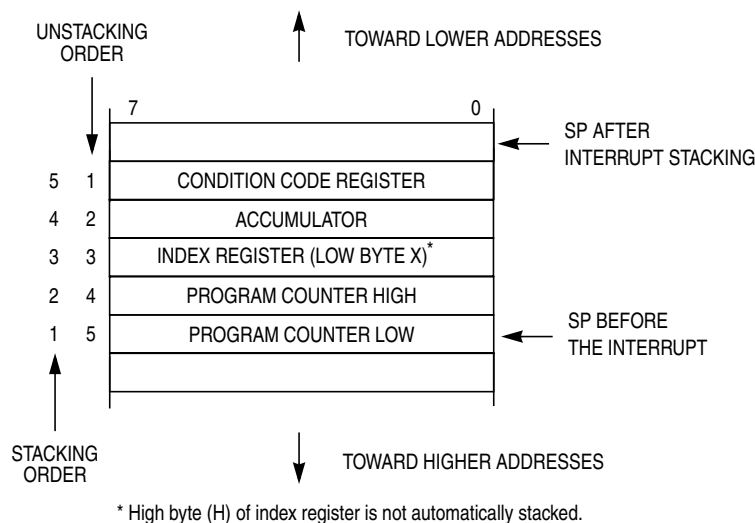 UNSTACKING
ORDER
TOWARD LOWER ADDRESSES
7 0
SP AFTER
INTERRUPT STACKING
5 1 CONDITION CODE REGISTER
4 2 ACCUMULATOR
3 3 INDEX REGISTER (LOW BYTE X)*
2 4 PROGRAM COUNTER HIGH
1 5 PROGRAM COUNTER LOW
SP BEFORE
THE INTERRUPT
STACKING
ORDER
TOWARD HIGHER ADDRESSES
* High byte (H) of index register is not automatically stacked.